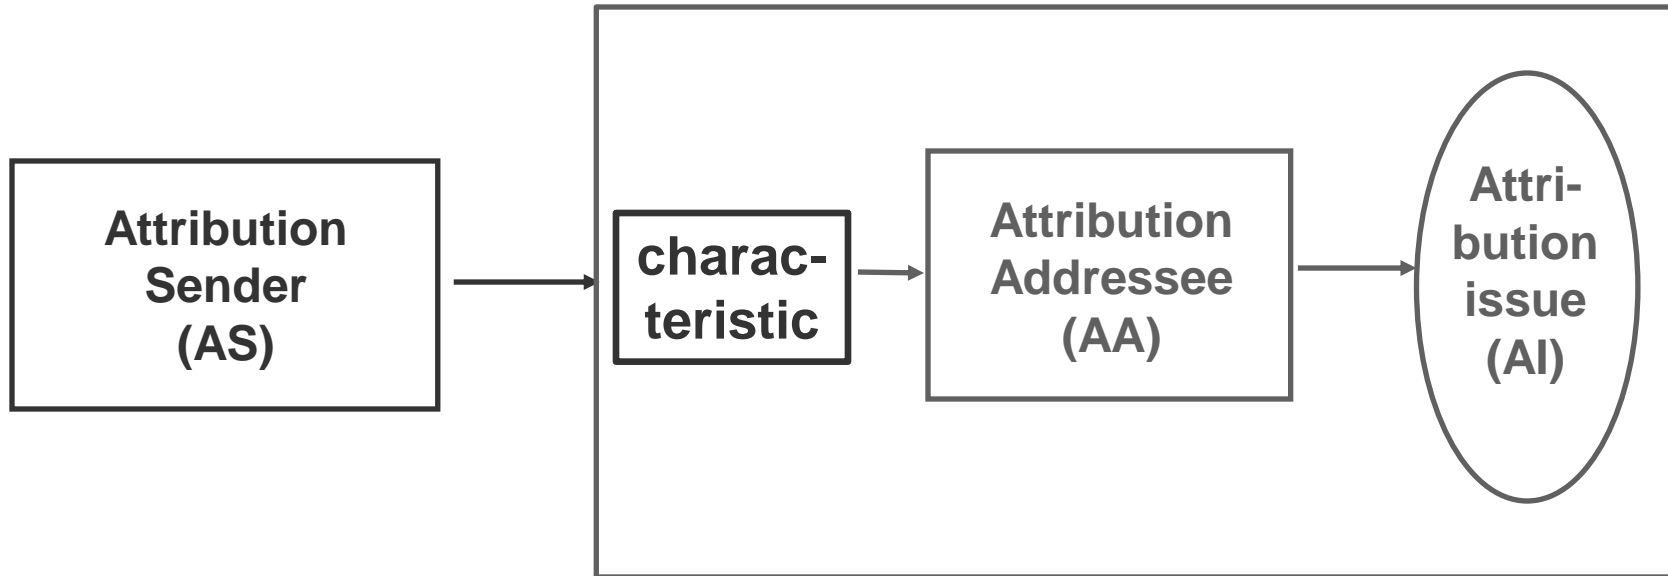 Attribution
Sender
(AS)
charac-
teristic
Attribution
Addressee
(AA)
Attri-
bution
issue
(AI)